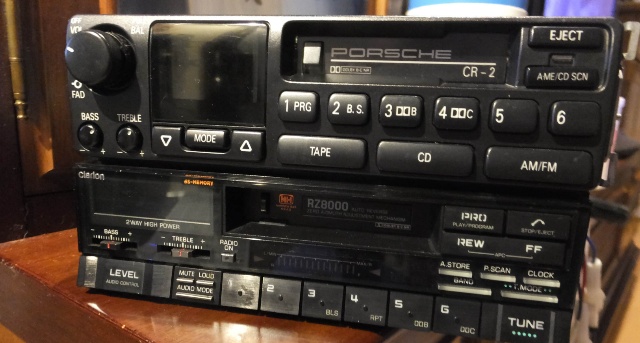 OFF
VOL
BAL
FAD
BASS
TREBLE
- + - +
MODE
PORSCHE
DOLBY B-C NR
CR-2
EJECT
AME/CD SCN
1 PRG
2 B.S.
3 B
4 C
5
6
TAPE
CD
AM/FM
clarion
RZ8000
2WAY HIGH POWER
- BASS +
- TREBLE +
RADIO
ON
PRO
PLAY/PROGRAM
STOP/EJECT
REW
FF
APC
A.STORE
P.SCAN
CLOCK
BAND
T.MODE
LEVEL
AUDIO CONTROL
MUTE LOUD
AUDIO MODE
2
3
BLS
4
RPT
5
B
6
C
TUNE